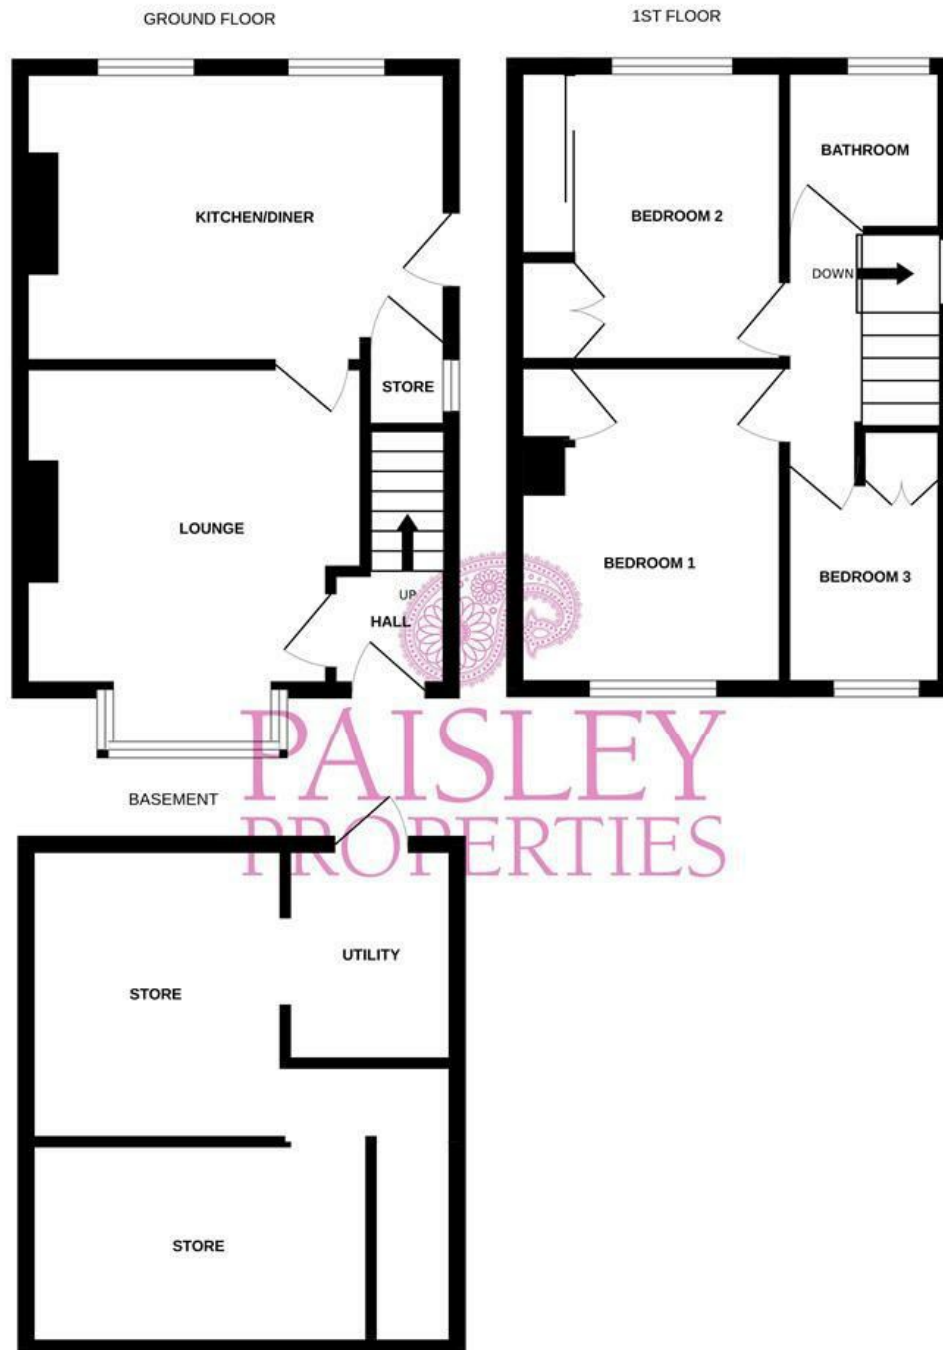 GROUND FLOOR
KITCHEN/DINER
STORE
LOUNGE
UP
HALL
1ST FLOOR
BATHROOM
BEDROOM 2
DOWN
BEDROOM 1
BEDROOM 3
PAISLEY
PROPERTIES
BASEMENT
UTILITY
STORE
STORE